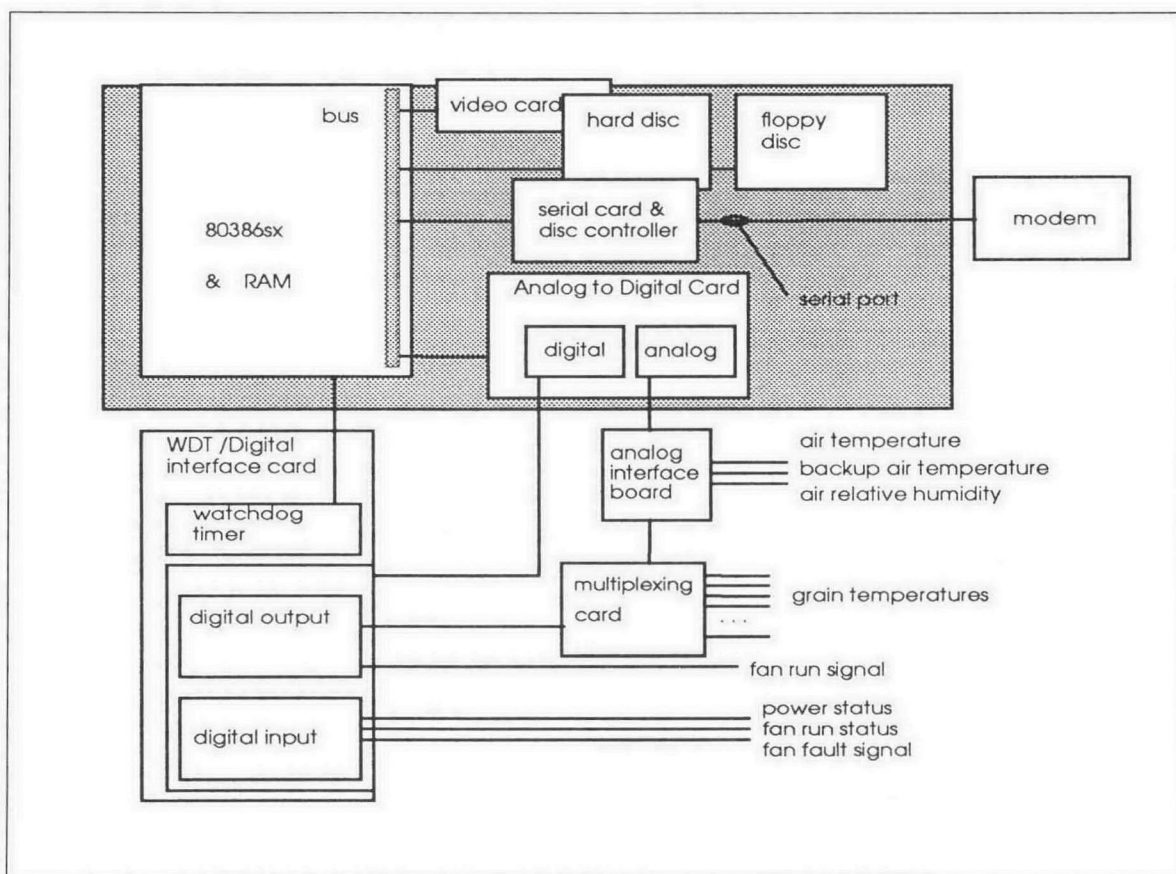 bus
video card
hard disc
floppy
disc
80386sx
& RAM
serial card &
disc controller
modem
serial port
Analog to Digital Card
digital
analog
WDT /Digital
interface card
watchdog
timer
analog
interface
board
air temperature
backup air temperature
air relative humidity
multiplexing
card
grain temperatures
. . .
digital output
fan run signal
digital input
power status
fan run status
fan fault signal